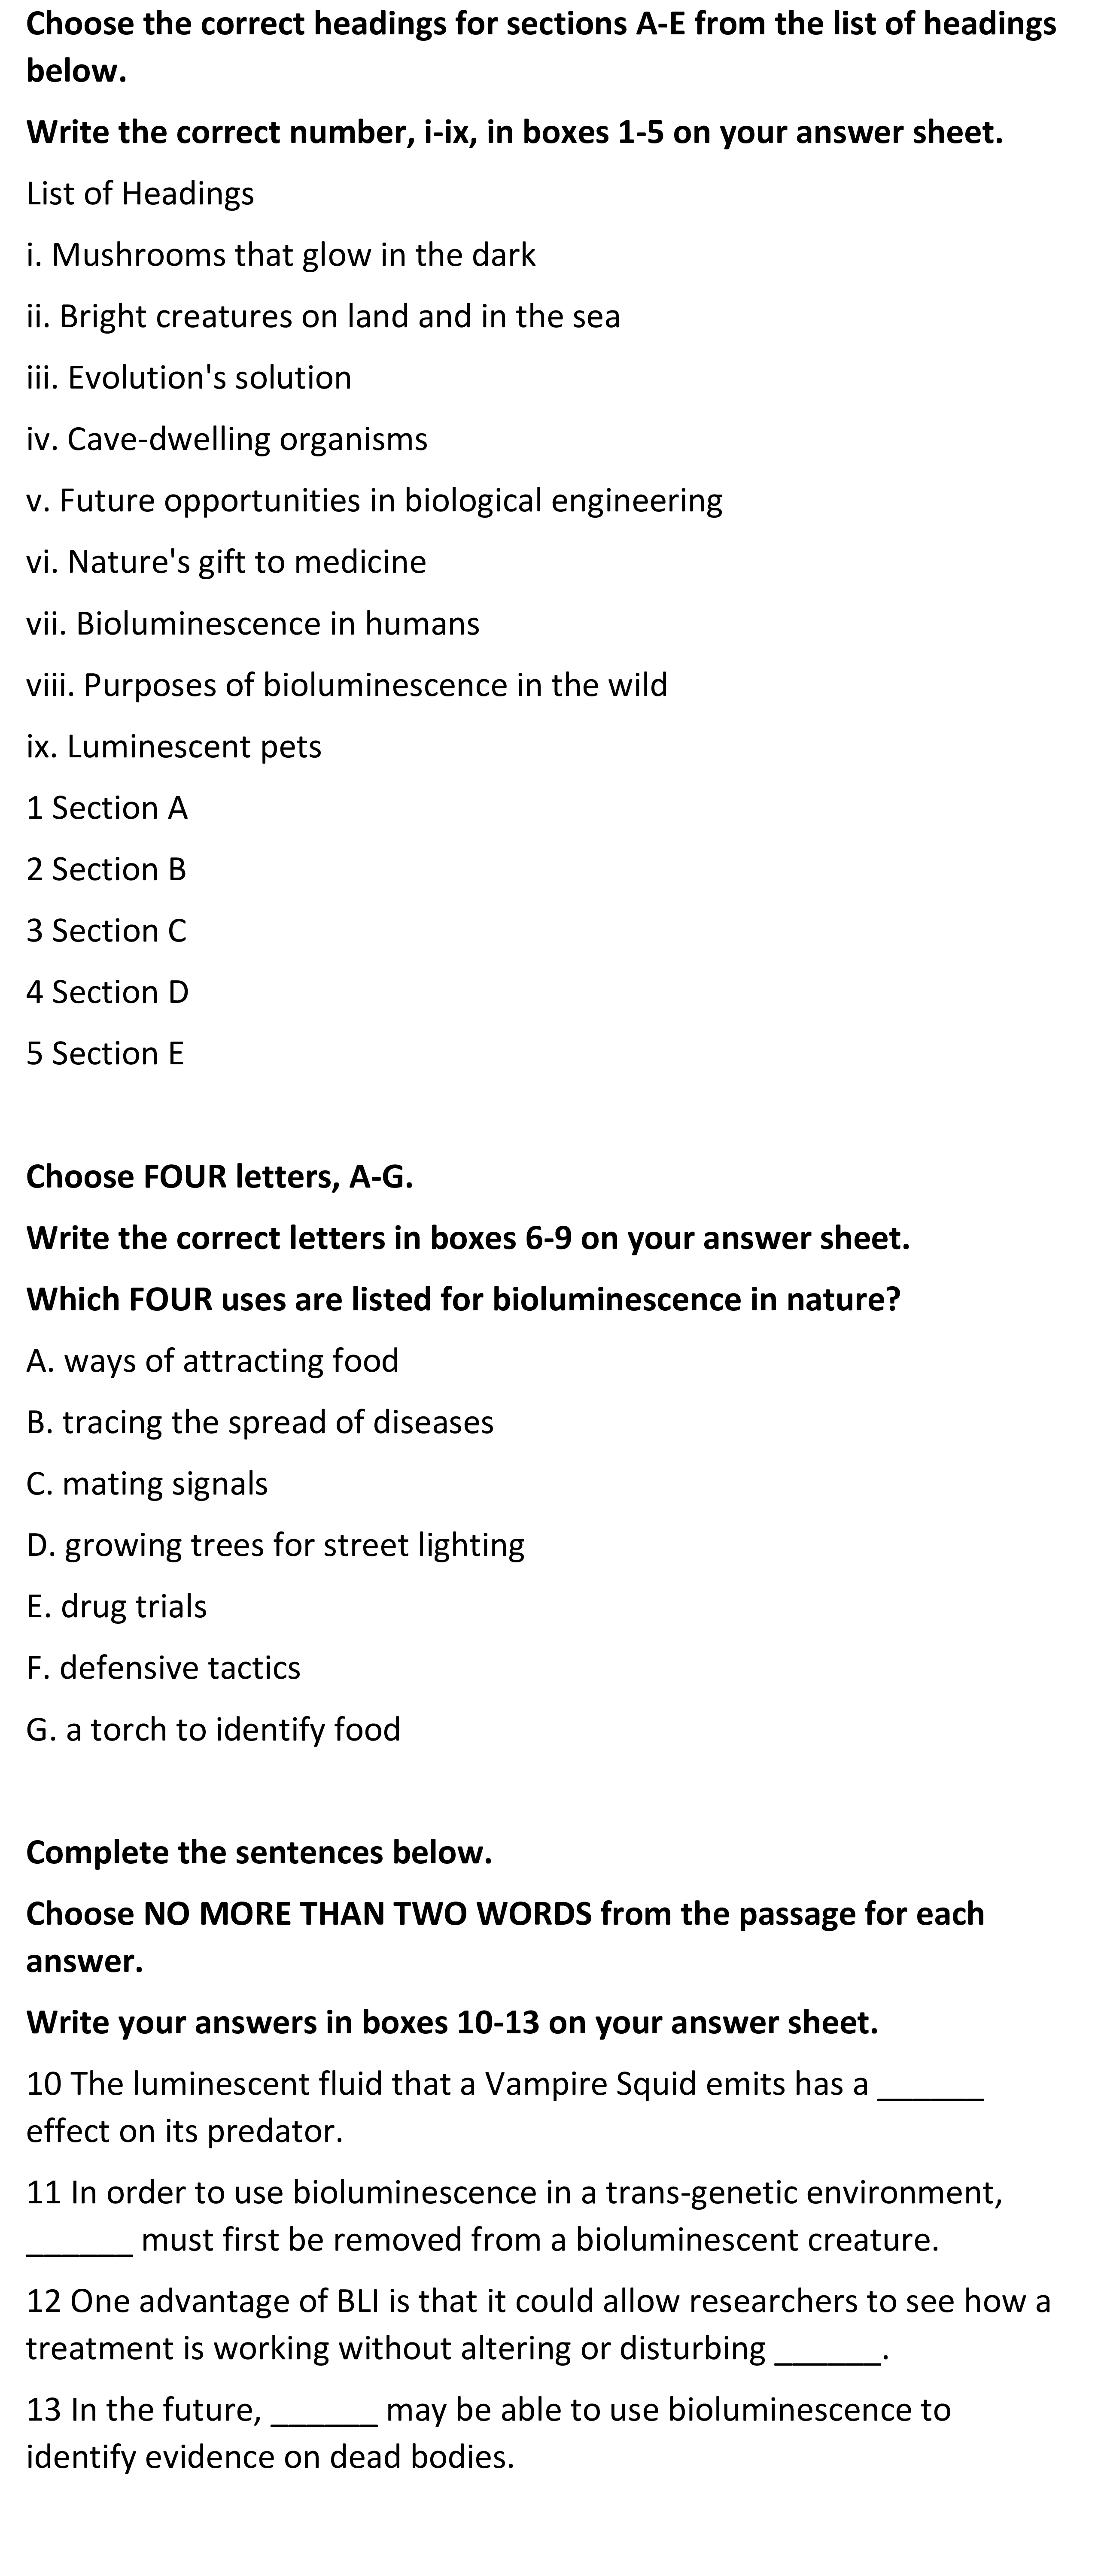 Choose the correct headings for sections A-E from the list of headings
below.
Write the correct number, i-ix, in boxes 1-5 on your answer sheet.
List of Headings
i. Mushrooms that glow in the dark
ii. Bright creatures on land and in the sea
iii. Evolution's solution
iv. Cave-dwelling organisms
v. Future opportunities in biological engineering
vi. Nature's gift to medicine
vii. Bioluminescence in humans
viii. Purposes of bioluminescence in the wild
ix. Luminescent pets
1 Section A
2 Section B
3 Section C
4 Section D
5 Section E
Choose FOUR letters, A-G.
Write the correct letters in boxes 6-9 on your answer sheet.
Which FOUR uses are listed for bioluminescence in nature?
A. ways of attracting food
B. tracing the spread of diseases
C. mating signals
D. growing trees for street lighting
E. drug trials
F. defensive tactics
G. a torch to identify food
Complete the sentences below.
Choose NO MORE THAN TWO WORDS from the passage for each
answer.
Write your answers in boxes 10-13 on your answer sheet.
10 The luminescent fluid that a Vampire Squid emits has a ______
effect on its predator.
11 In order to use bioluminescence in a trans-genetic environment,
______ must first be removed from a bioluminescent creature.
12 One advantage of BLI is that it could allow researchers to see how a
treatment is working without altering or disturbing ______.
13 In the future, ______ may be able to use bioluminescence to
identify evidence on dead bodies.